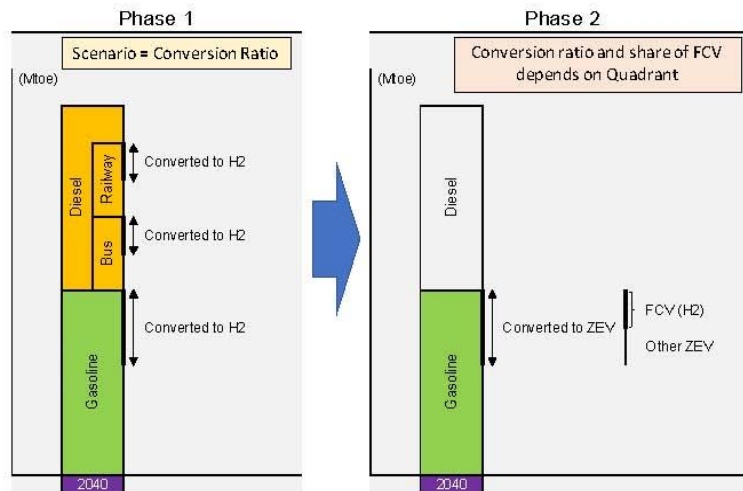 Phase 1
Scenario = Conversion Ratio
(Mtoe)
Diesel
Railway
Converted to H2
Bus
Converted to H2
Converted to H2
Gasoline
2040
Phase 2
Conversion ratio and share of FCV
depends on Quadrant
(Mtoe)
Diesel
Converted to ZEV
FCV (H2)
Other ZEV
Gasoline
2040